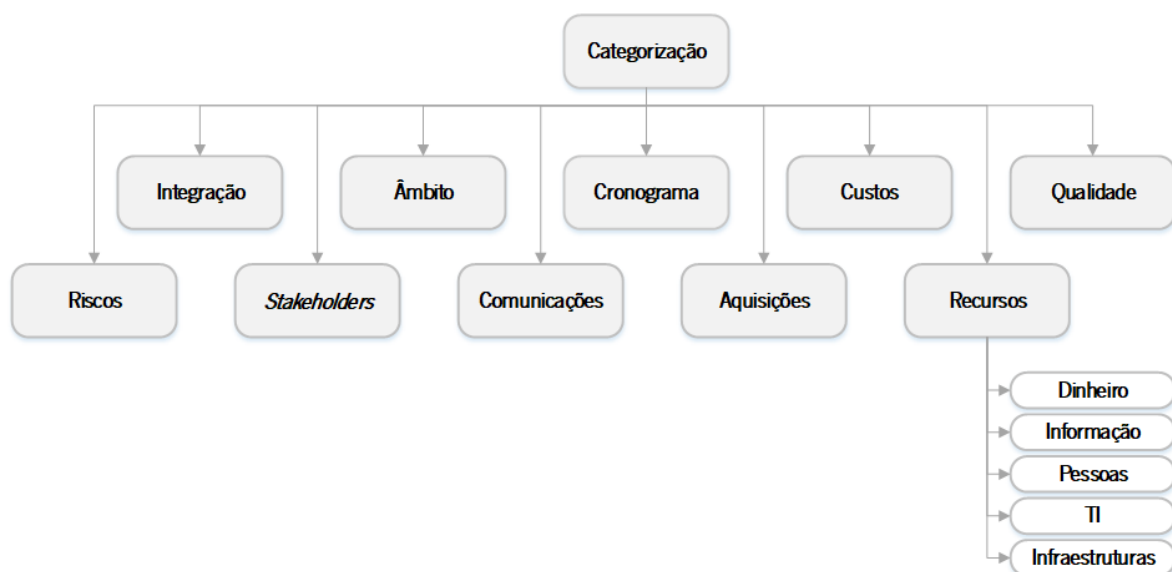 Categorização
Integração
Âmbito
Cronograma
Custos
Qualidade
Riscos
Stakeholders
Comunicações
Aquisições
Recursos
Dinheiro
Informação
Pessoas
TI
Infraestruturas